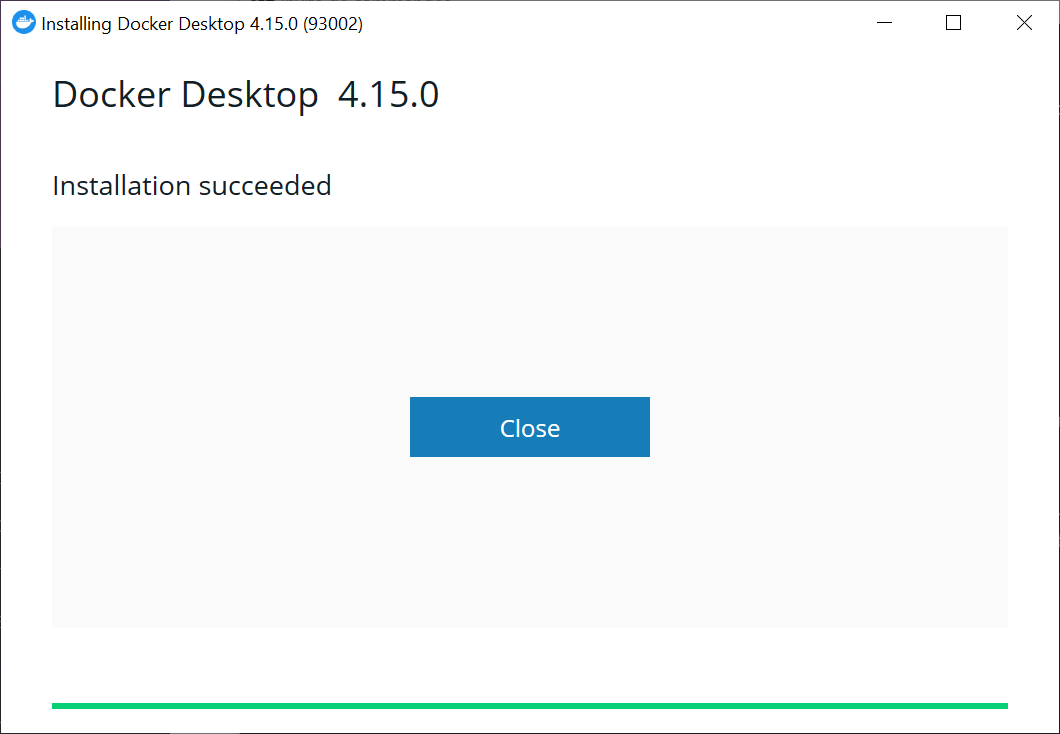 Installing Docker Desktop 4.15.0 (93002)
Docker Desktop 4.15.0
Installation succeeded
Close